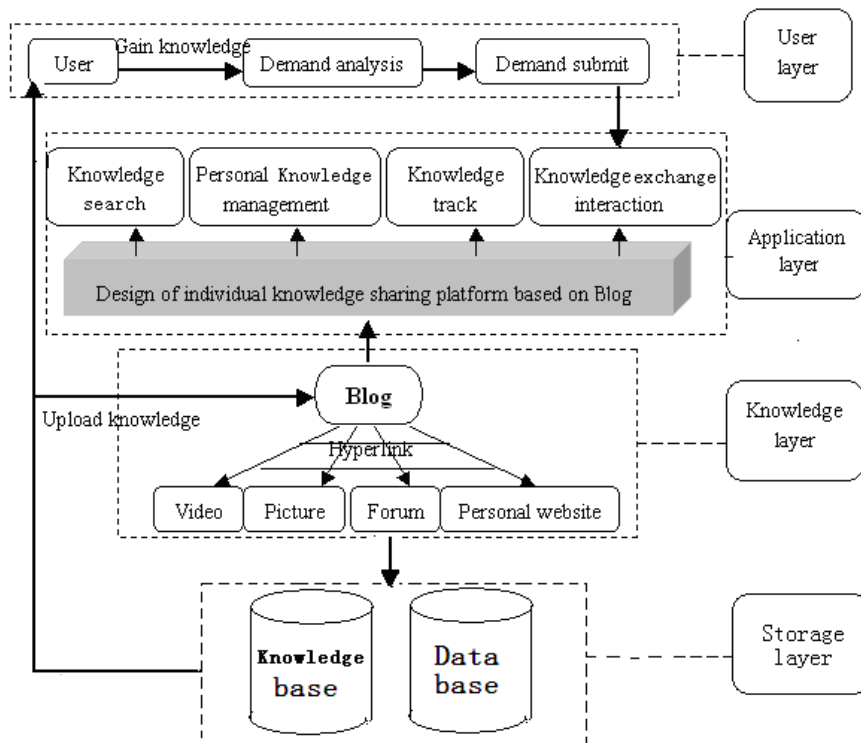 Gain knowledge
User
Demand analysis
Demand submit
User
layer
Knowledge
search
Personal Knowledge
management
Knowledge
track
Knowledge exchange
interaction
Application
layer
Design of individual knowledge sharing platform based on Blog
Blog
Upload knowledge
Hyperlink
Knowledge
layer
Video
Picture
Forum
Personal website
Knowledge
base
Data
base
Storage
layer